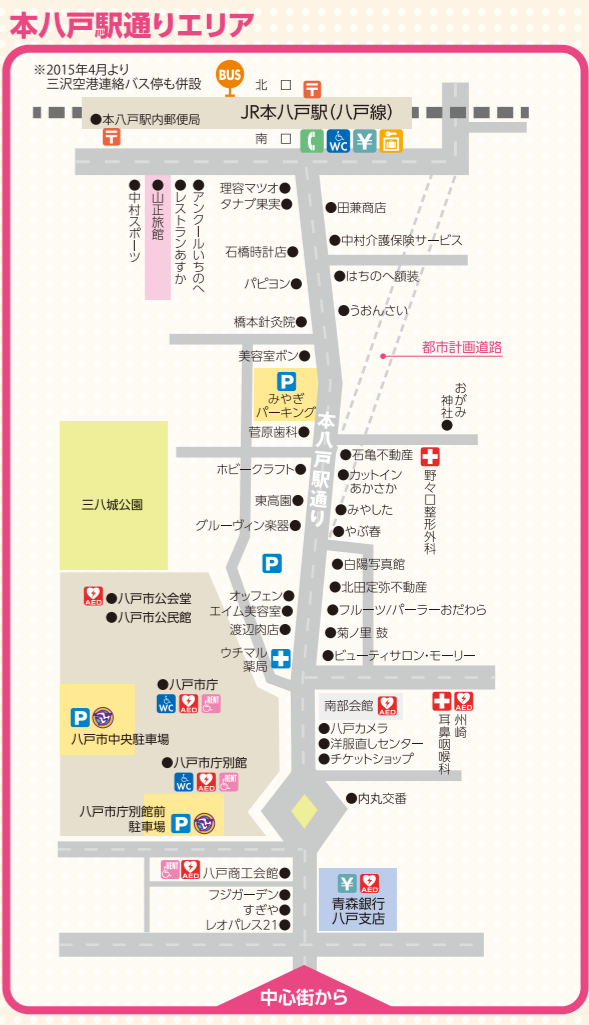 本八戸駅通りエリア
※2015年4月より
三沢空港連絡バス停も併設
BUS
北 口
〒
●本八戸駅内郵便局
JR本八戸駅(八戸線)
〒
南 口
WC
¥
●中村スポーツ
●山正旅館
●レストランあすか
●アンクールいちのへ
理容マツオ●
タナブ果実●
石橋時計店●
パピヨン●
橋本針灸院●
美容室ボン●
●田兼商店
●中村介護保険サービス
●はちのへ額装
●うおんさい
都市計画道路
P
みやぎ
パーキング
菅原歯科●
本八戸駅通り
おがみ
神社●
ホビークラフト●
東高園●
グルーヴィン楽器●
●石亀不動産
●カットイン
あかさか
●みやした
●やぶ春
野々口整形外科
三八城公園
P
●白陽写真館
●北田定弥不動産
●フルーツ/パーラーおだわら
●菊ノ里 鼓
●ビューティサロン・モーリー
オッフェン●
エイム美容室●
渡辺肉店●
ウチマル
薬局
AED
●八戸市公会堂
●八戸市公民館
●八戸市庁
WC
AED
RENT
P
八戸市中央駐車場
●八戸市庁別館
WC
AED
RENT
八戸市庁別館前
駐車場
P
南部会館
AED
●八戸カメラ
●洋服直しセンター
●チケットショップ
AED
州崎
耳鼻咽喉科
●内丸交番
RENT
AED
八戸商工会館●
フジガーデン●
すぎや●
レオパレス21●
¥
AED
青森銀行
八戸支店
中心街から